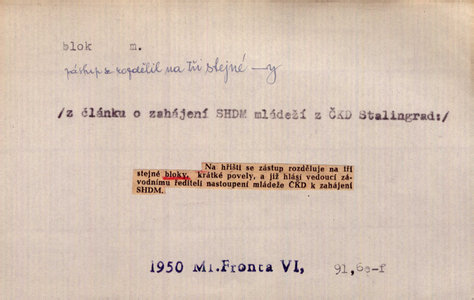 blok m.
zástup se rozdělil na tři stejné —y
/z článku o zahájení SHDM mládeží z ČKD Stalingrad:/
Na hřišti se zástup rozděluje na tři
stejné bloky, krátké povely, a již hlásí vedoucí zá-
vodnímu řediteli nastoupení mládeže ČKD k zahájení
SHDM.
1950 Ml.Fronta VI, 91,6e-f